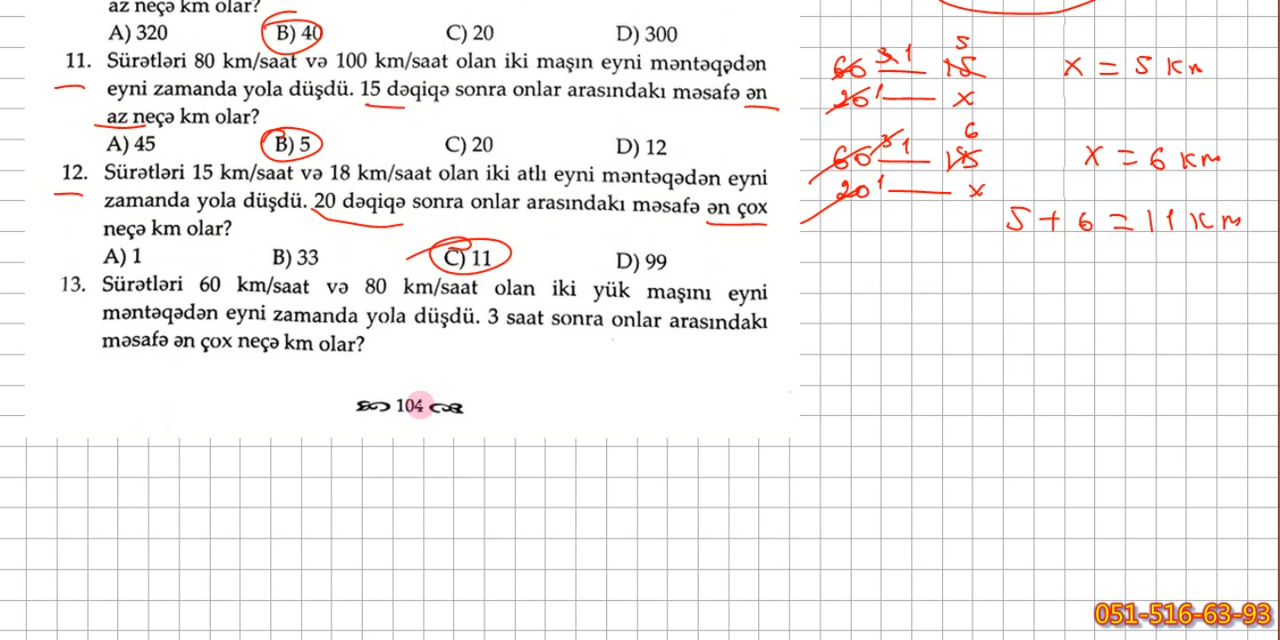 az neçə km olar?
A) 320 B) 40 C) 20 D) 300
11. Sürətləri 80 km/saat və 100 km/saat olan iki maşın eyni məntəqədən
eyni zamanda yola düşdü. 15 dəqiqə sonra onlar arasındakı məsafə ən
az neçə km olar?
A) 45 B) 5 C) 20 D) 12
12. Sürətləri 15 km/saat və 18 km/saat olan iki atlı eyni məntəqədən eyni
zamanda yola düşdü. 20 dəqiqə sonra onlar arasındakı məsafə ən çox
neçə km olar?
A) 1 B) 33 C) 11 D) 99
13. Sürətləri 60 km/saat və 80 km/saat olan iki yük maşını eyni
məntəqədən eyni zamanda yola düşdü. 3 saat sonra onlar arasındakı
məsafə ən çox neçə km olar?
104
5
60 3 1 15 x = 5 km
20' x
6
60 3 1 18 x = 6 km
20' x
5 + 6 = 11 km
051-516-63-93